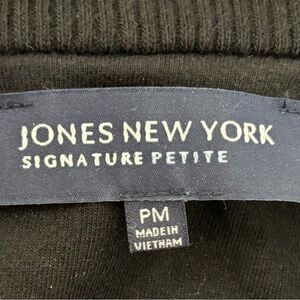 JONES NEW YORK
SIGNATURE PETITE
PM
MADE IN
VIETNAM